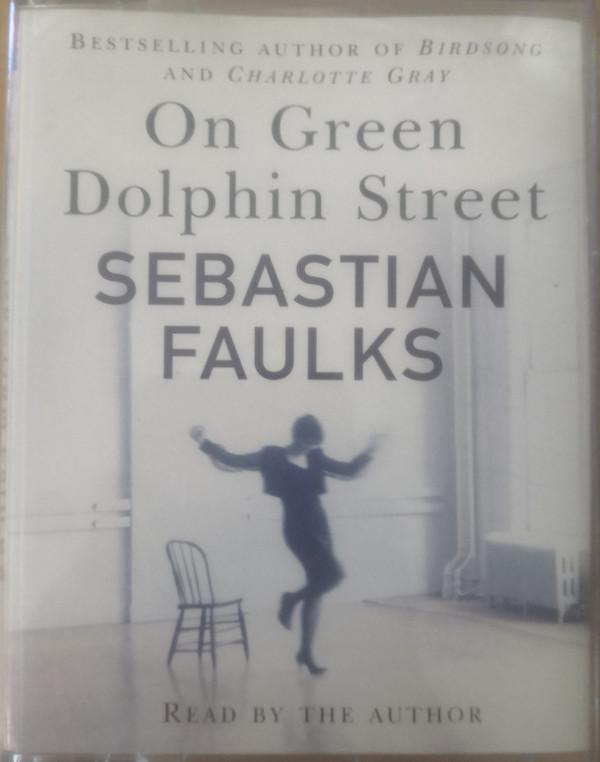 BESTSELLING AUTHOR OF BIRDSONG
AND CHARLOTTE GRAY
On Green
Dolphin Street
SEBASTIAN
FAULKS
READ BY THE AUTHOR